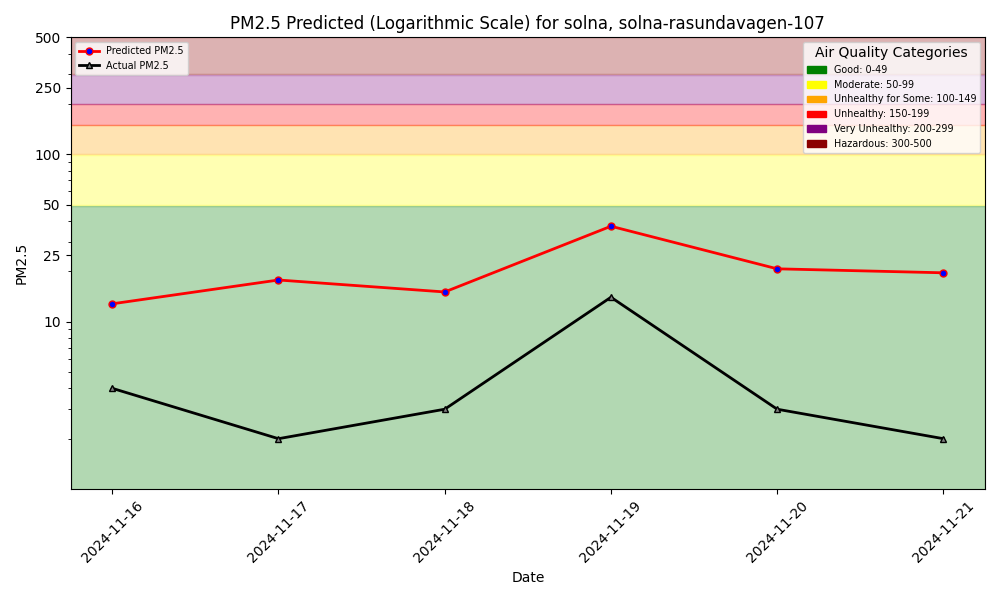 PM2.5 Predicted (Logarithmic Scale) for solna, solna-rasundavagen-107
Predicted PM2.5
Actual PM2.5
Air Quality Categories
Good: 0-49
Moderate: 50-99
Unhealthy for Some: 100-149
Unhealthy: 150-199
Very Unhealthy: 200-299
Hazardous: 300-500
500
250
100
50
25
10
PM2.5
2024-11-16
2024-11-17
2024-11-18
2024-11-19
2024-11-20
2024-11-21
Date